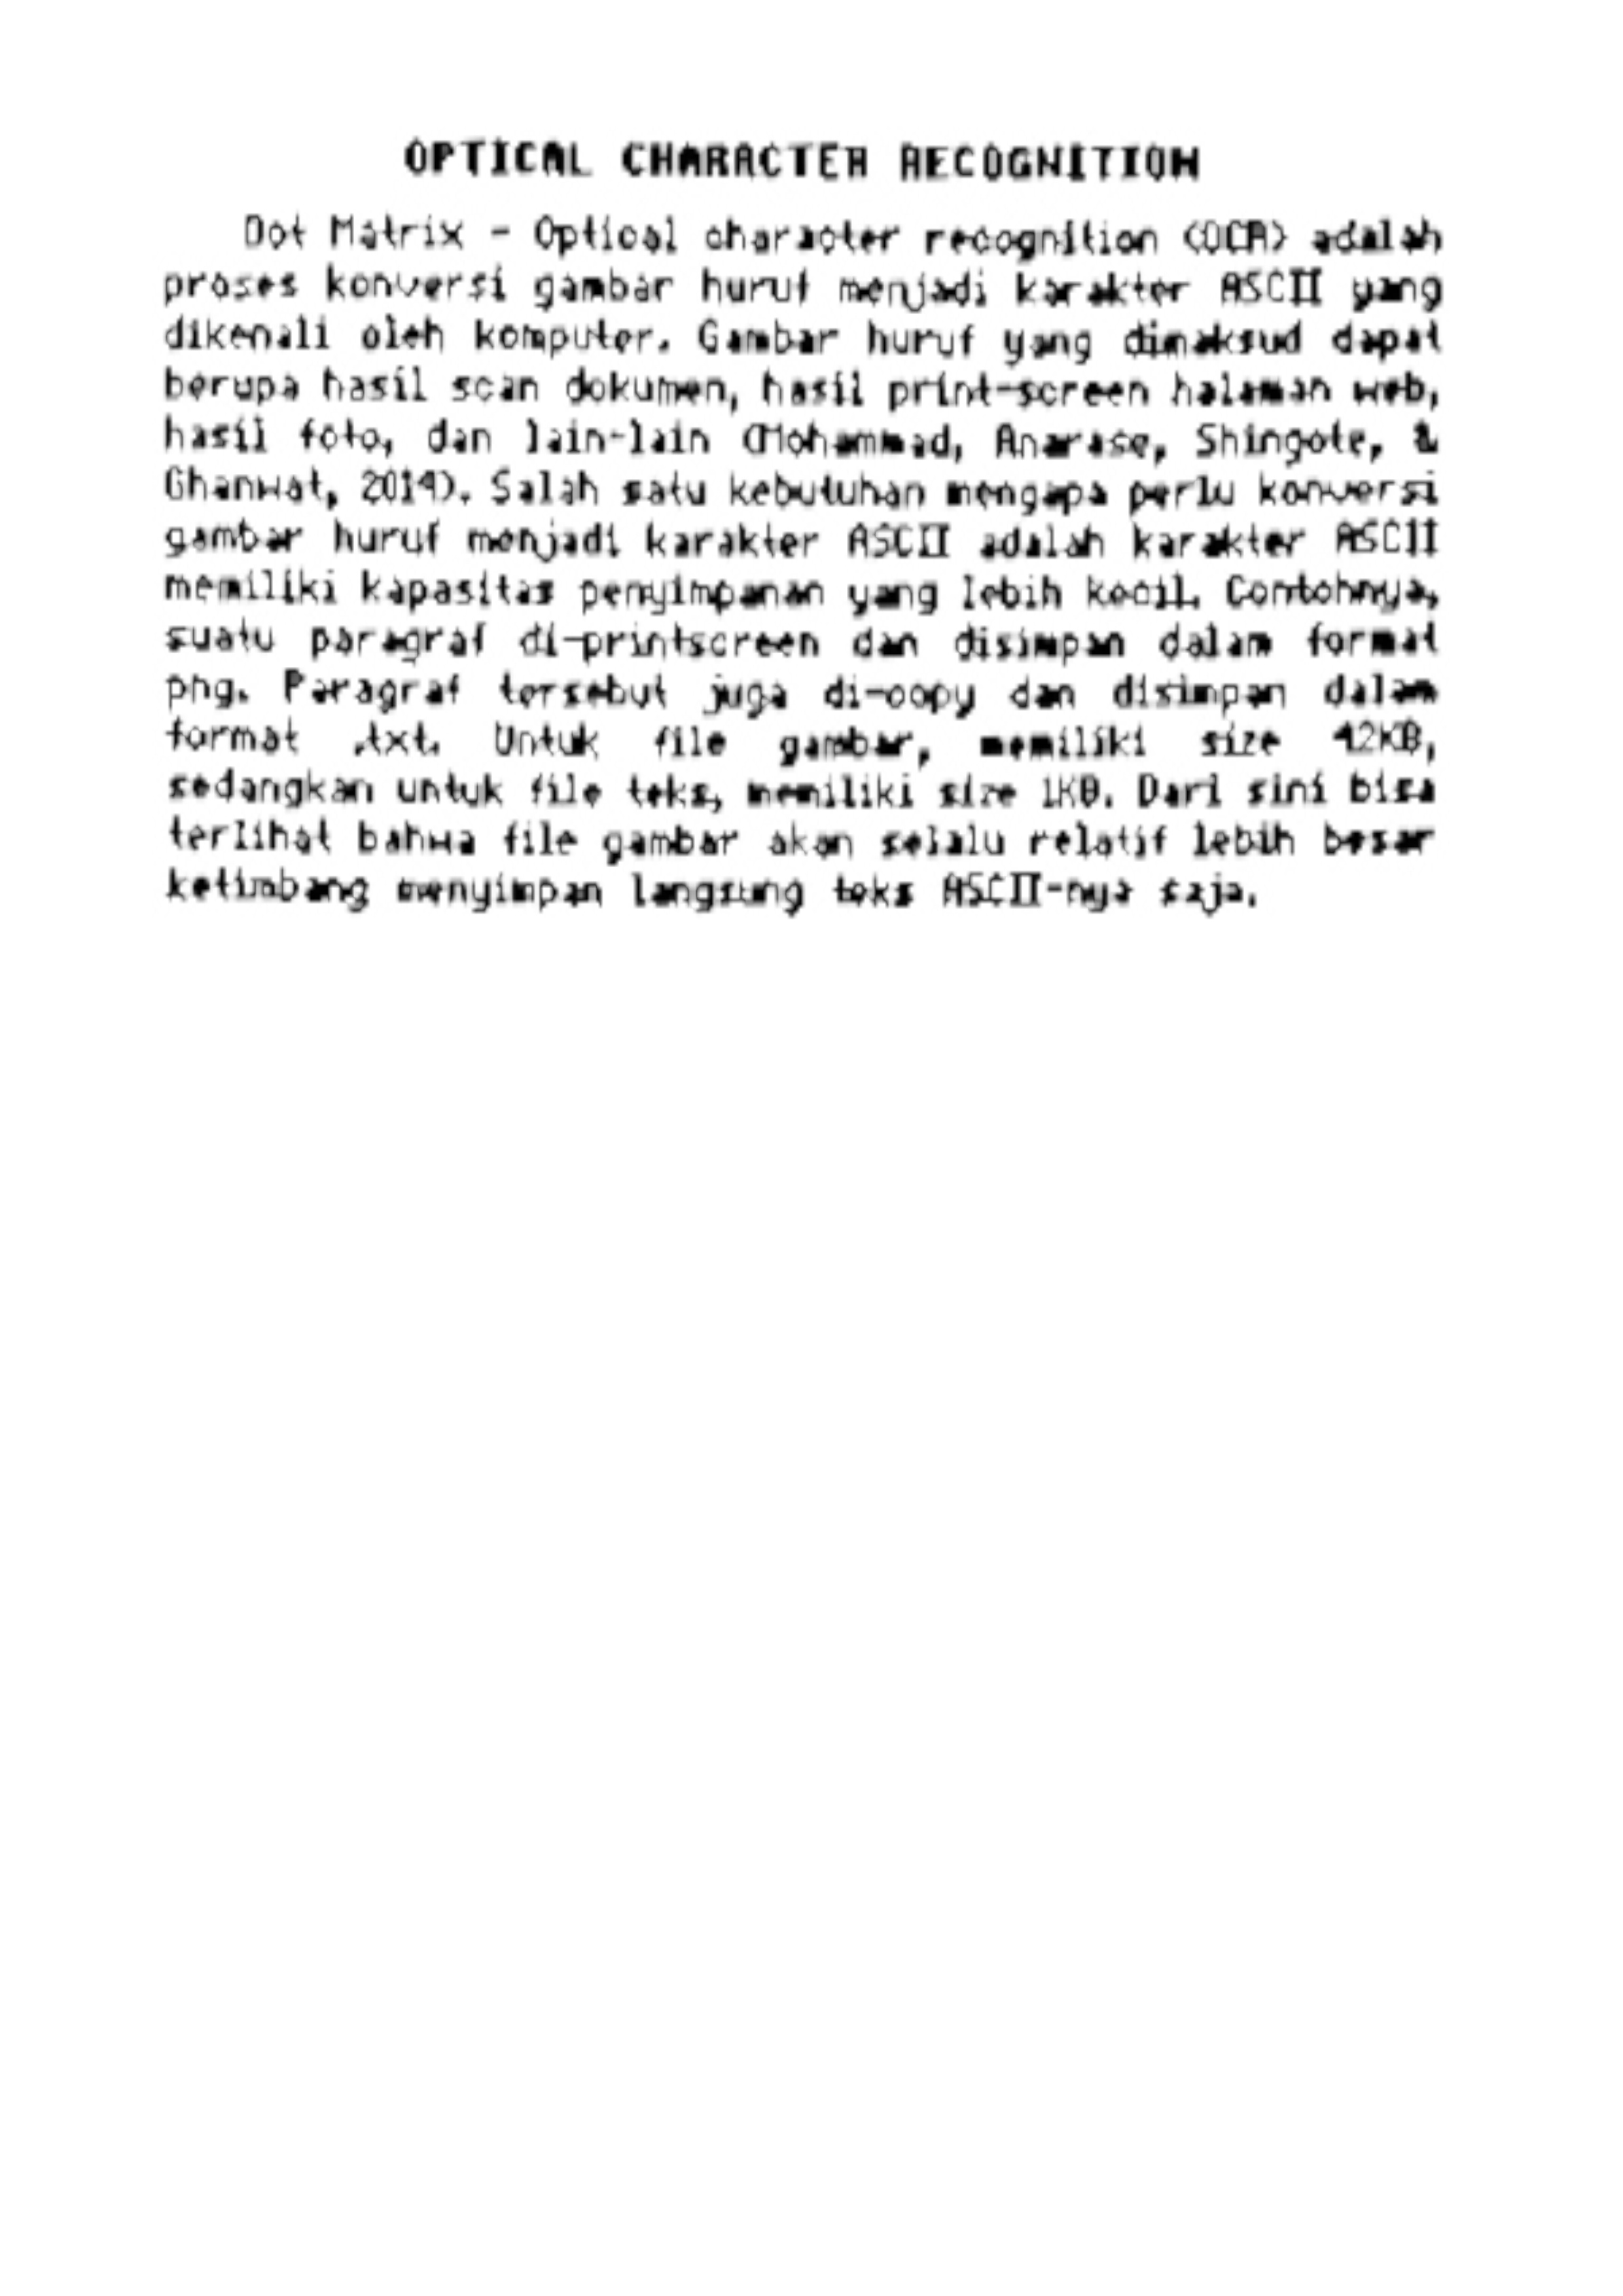 OPTICAL CHARACTER RECOGNITION
Dot Matrix - Optical character recognition (OCR) adalah
proses konversi gambar huruf menjadi karakter ASCII yang
dikenali oleh komputer. Gambar huruf yang dimaksud dapat
berupa hasil scan dokumen, hasil print-screen halaman web,
hasil foto, dan lain-lain (Mohammad, Anarase, Shingote, &
Ghanwat, 2014). Salah satu kebutuhan mengapa perlu konversi
gambar huruf menjadi karakter ASCII adalah karakter ASCII
memiliki kapasitas penyimpanan yang lebih kecil. Contohnya,
suatu paragraf di-printscreen dan disimpan dalam format
png. Paragraf tersebut juga di-copy dan disimpan dalam
format .txt. Untuk file gambar, memiliki size 42KB,
sedangkan untuk file teks, memiliki size 1KB. Dari sini bisa
terlihat bahwa file gambar akan selalu relatif lebih besar
ketimbang menyimpan langsung teks ASCII-nya saja.